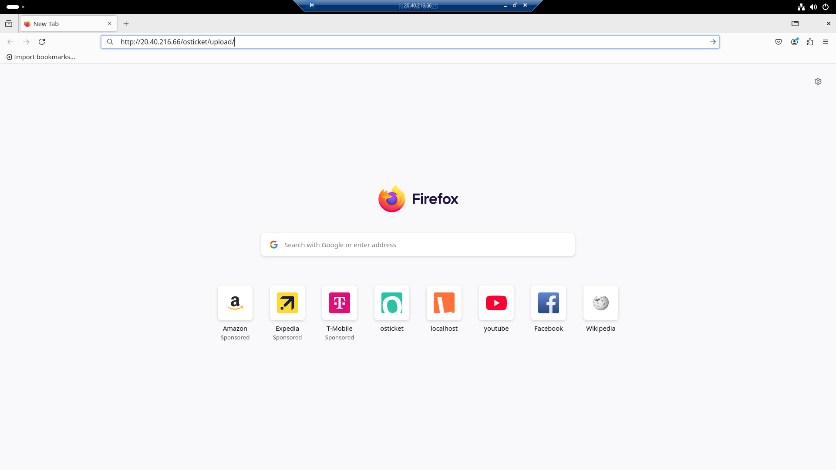 20.40.216.66
New Tab
http://20.40.216.66/osticket/upload/
Import bookmarks...
Firefox
Search with Google or enter address
Amazon
Sponsored
Expedia
Sponsored
T-Mobile
Sponsored
osticket
localhost
youtube
Facebook
Wikipedia